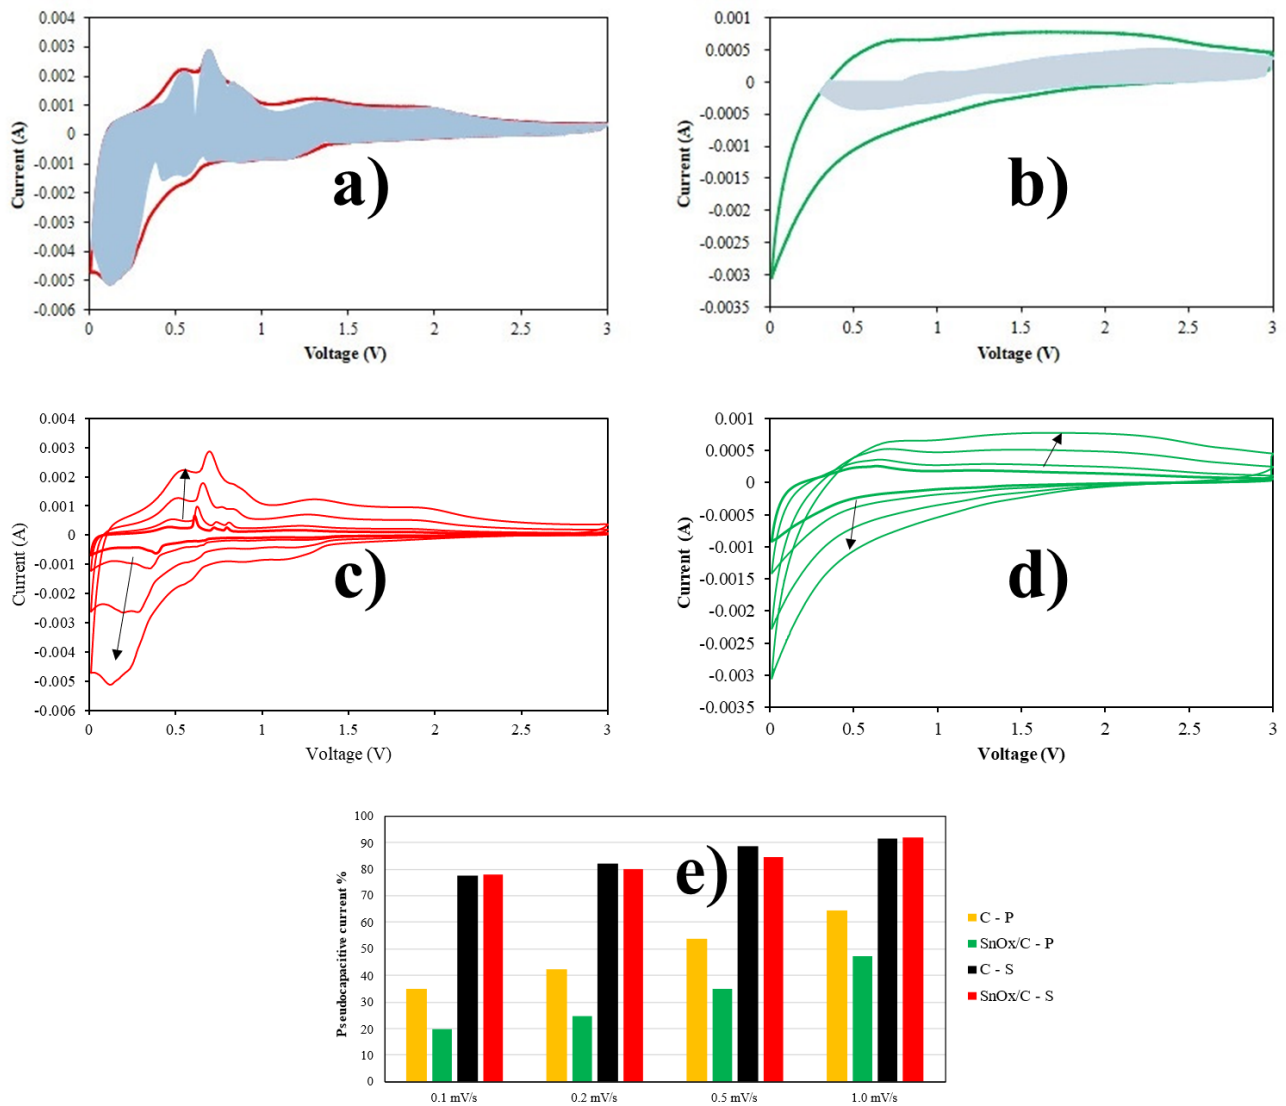 0.004
0.003
0.002
0.001
0
-0.001
-0.002
-0.003
-0.004
-0.005
-0.006
Current (A)
0 0.5 1 1.5 2 2.5 3
Voltage (V)
a)
0.001
0.0005
0
-0.0005
-0.001
-0.0015
-0.002
-0.0025
-0.003
-0.0035
Current (A)
0 0.5 1 1.5 2 2.5 3
Voltage (V)
b)
0.004
0.003
0.002
0.001
0
-0.001
-0.002
-0.003
-0.004
-0.005
-0.006
Current (A)
0 0.5 1 1.5 2 2.5 3
Voltage (V)
c)
0.001
0.0005
0
-0.0005
-0.001
-0.0015
-0.002
-0.0025
-0.003
-0.0035
Current (A)
0 0.5 1 1.5 2 2.5 3
Voltage (V)
d)
100
90
80
70
60
50
40
30
20
10
0
Pseudocapacitive current %
e)
0.1 mV/s 0.2 mV/s 0.5 mV/s 1.0 mV/s
C - P
SnOx/C - P
C - S
SnOx/C - S